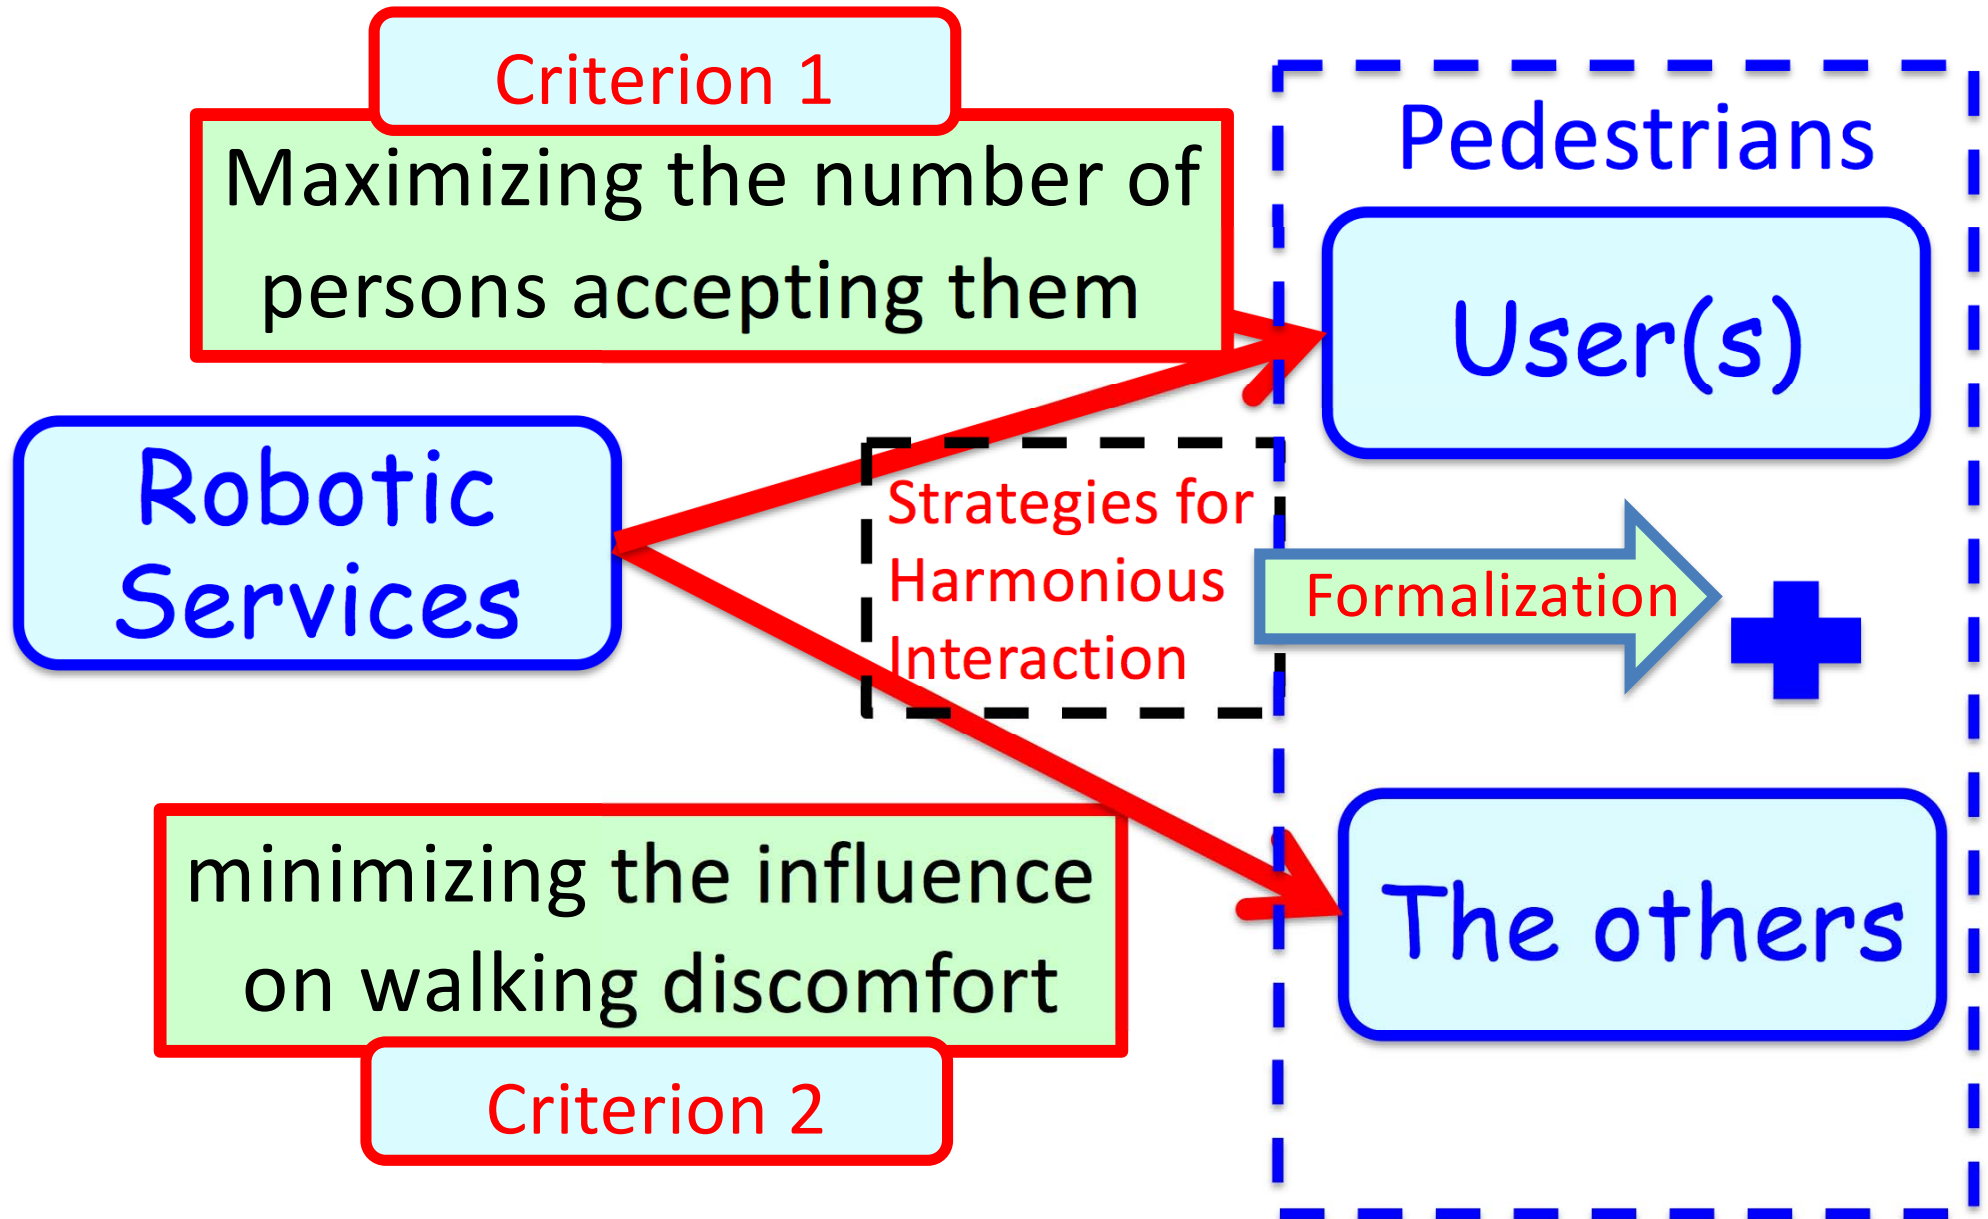 Criterion 1
Maximizing the number of
persons accepting them
Pedestrians
User(s)
Robotic
Services
Strategies for
Harmonious
Interaction
Formalization
minimizing the influence
on walking discomfort
Criterion 2
The others